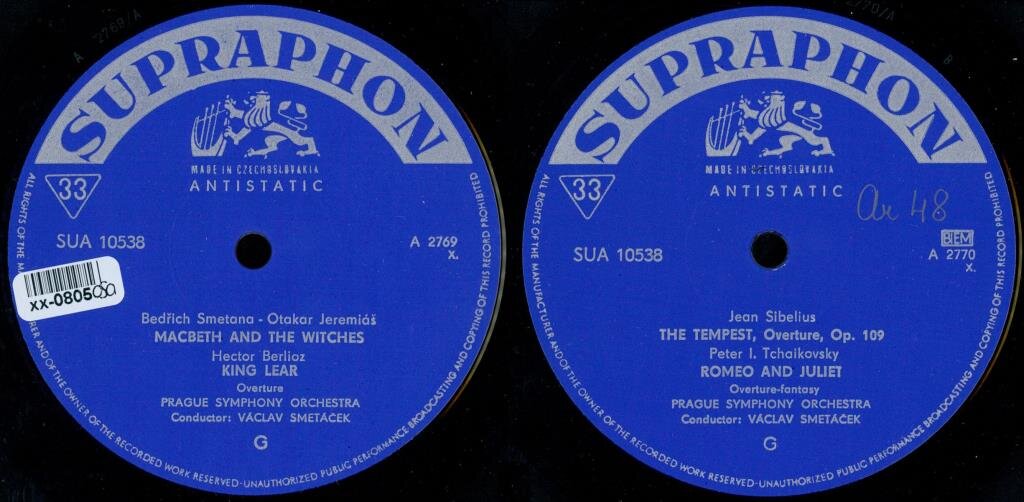 A 2769/A
SUPRAPHON
MADE IN CZECHOSLOVAKIA
ANTISTATIC
33
SUA 10538
A 2769
X.
xx-0805
Bedřich Smetana - Otakar Jeremiáš
MACBETH AND THE WITCHES
Hector Berlioz
KING LEAR
Overture
PRAGUE SYMPHONY ORCHESTRA
Conductor: VÁCLAV SMETÁČEK
G
ALL RIGHTS OF THE MANUFACTURER AND OF THE OWNER OF THE RECORDED WORK RESERVED-UNAUTHORIZED PUBLIC PERFORMANCE BROADCASTING AND COPYING OF THIS RECORD PROHIBITED
B
SUPRAPHON
MADE IN CZECHOSLOVAKIA
ANTISTATIC
33
Ar 48
SUA 10538
BIEM
A 2770
X.
Jean Sibelius
THE TEMPEST, Overture, Op. 109
Peter I. Tchaikovsky
ROMEO AND JULIET
Overture-fantasy
PRAGUE SYMPHONY ORCHESTRA
Conductor: VÁCLAV SMETÁČEK
G
ALL RIGHTS OF THE MANUFACTURER AND OF THE OWNER OF THE RECORDED WORK RESERVED-UNAUTHORIZED PUBLIC PERFORMANCE BROADCASTING AND COPYING OF THIS RECORD PROHIBITED